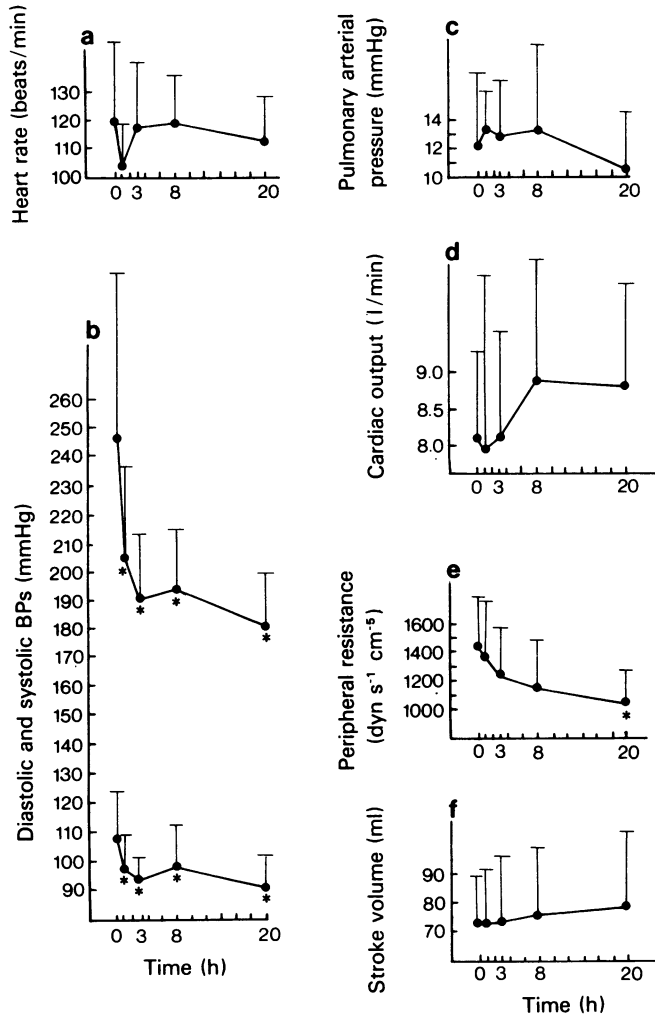 a
Heart rate (beats/min)
130
120
110
100
0 3 8 20
b
Diastolic and systolic BPs (mmHg)
260
250
240
230
220
210
200
190
180
170
160
150
140
130
120
110
100
90
* * * *
* * * *
0 3 8 20
Time (h)
c
Pulmonary arterial
pressure (mmHg)
14
12
10
0 3 8 20
d
Cardiac output (l/min)
9.0
8.5
8.0
0 3 8 20
e
Peripheral resistance
(dyn s⁻¹ cm⁻⁵)
1600
1400
1200
1000
*
0 3 8 20
f
Stroke volume (ml)
90
80
70
0 3 8 20
Time (h)